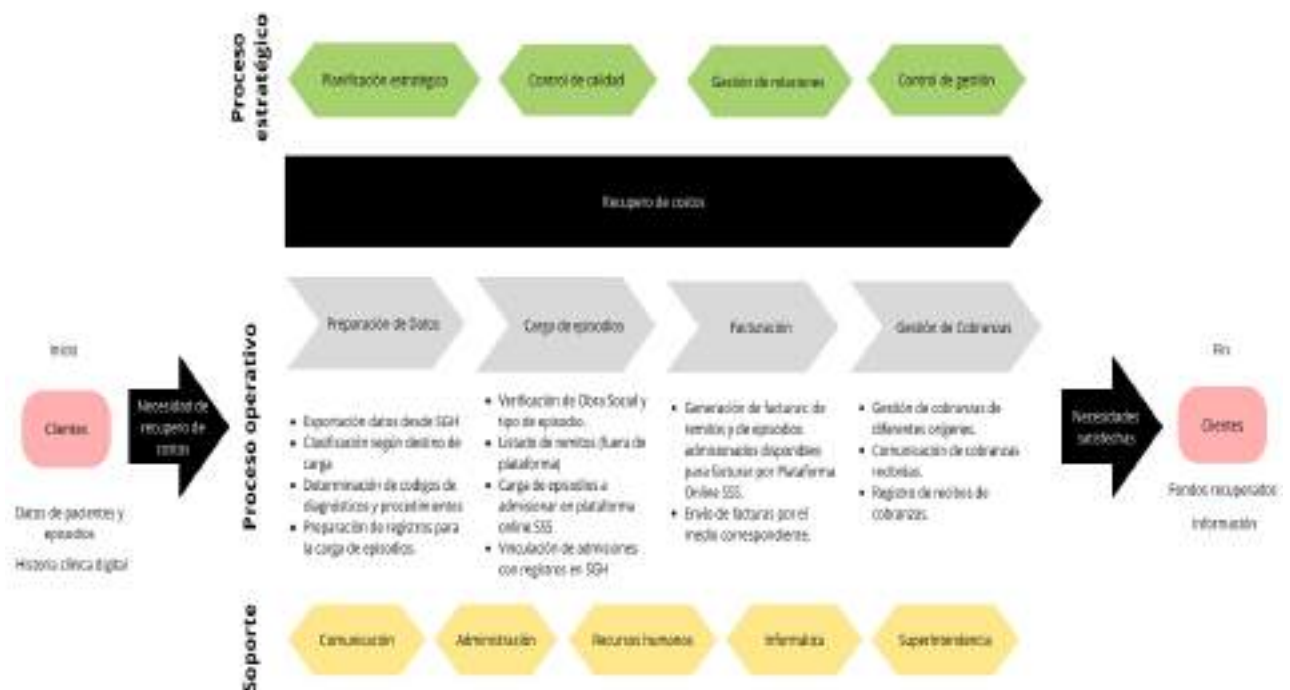 Proceso
estratégico
Planificación estratégica
Control de calidad
Gestión de relaciones
Control de gestión
Recupero de costos
Proceso operativo
Inicio
Clientes
Datos de pacientes y
episodios
Historia clínica digital
Necesidad de
recupero de
costos
Preparación de Datos
• Exportación datos desde SGH
• Clasificación según destino de
carga
• Determinación de codigos de
diagnósticos y procedimientos
• Preparación de registros para
la carga de episodios.
Carga de episodios
• Verificación de Obra Social y
tipo de episodio.
• Listado de remitos (fuera de
plataforma)
• Carga de episodios a
admisionar en plataforma
online SSS
• Vinculación de admisiones
con registros en SGH
Facturación
• Generación de facturas de
remitos y de episodios
admisionados disponibles
para facturar por Plataforma
Online SSS.
• Envío de facturas por el
medio correspondiente.
Gestión de Cobranzas
• Gestión de cobranzas de
diferentes orígenes.
• Comunicación de cobranzas
recibidas.
• Registro de recibos de
cobranzas.
Necesidades
satisfechas
Fin
Clientes
Fondos recuperados
Información
Soporte
Comunicación
Administración
Recursos humanos
Informática
Superintendencia